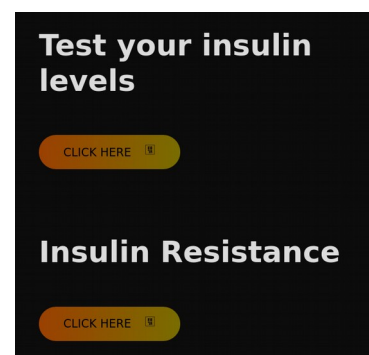 Test your insulin
levels
CLICK HERE
Insulin Resistance
CLICK HERE